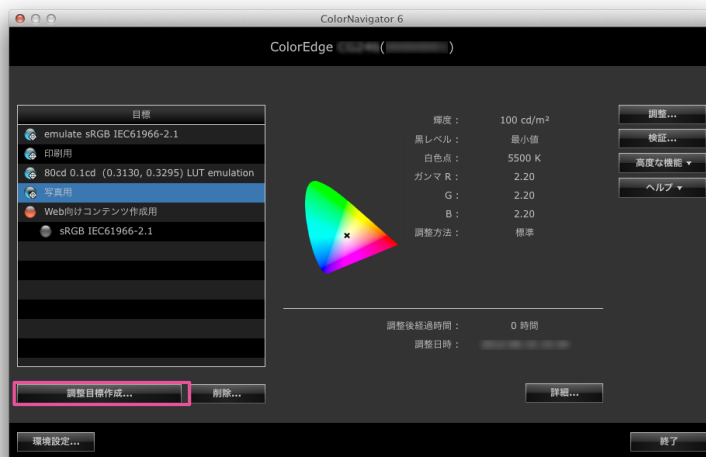 ColorNavigator 6
ColorEdge ( )
目標
emulate sRGB IEC61966-2.1
印刷用
80cd 0.1cd (0.3130, 0.3295) LUT emulation
写真用
Web向けコンテンツ作成用
sRGB IEC61966-2.1
輝度： 100 cd/m²
黒レベル： 最小値
白色点： 5500 K
ガンマ R： 2.20
G： 2.20
B： 2.20
調整方法： 標準
調整後経過時間： 0 時間
調整日時：
調整...
検証...
高度な機能 ▼
ヘルプ ▼
調整目標作成...
削除...
詳細...
環境設定...
終了